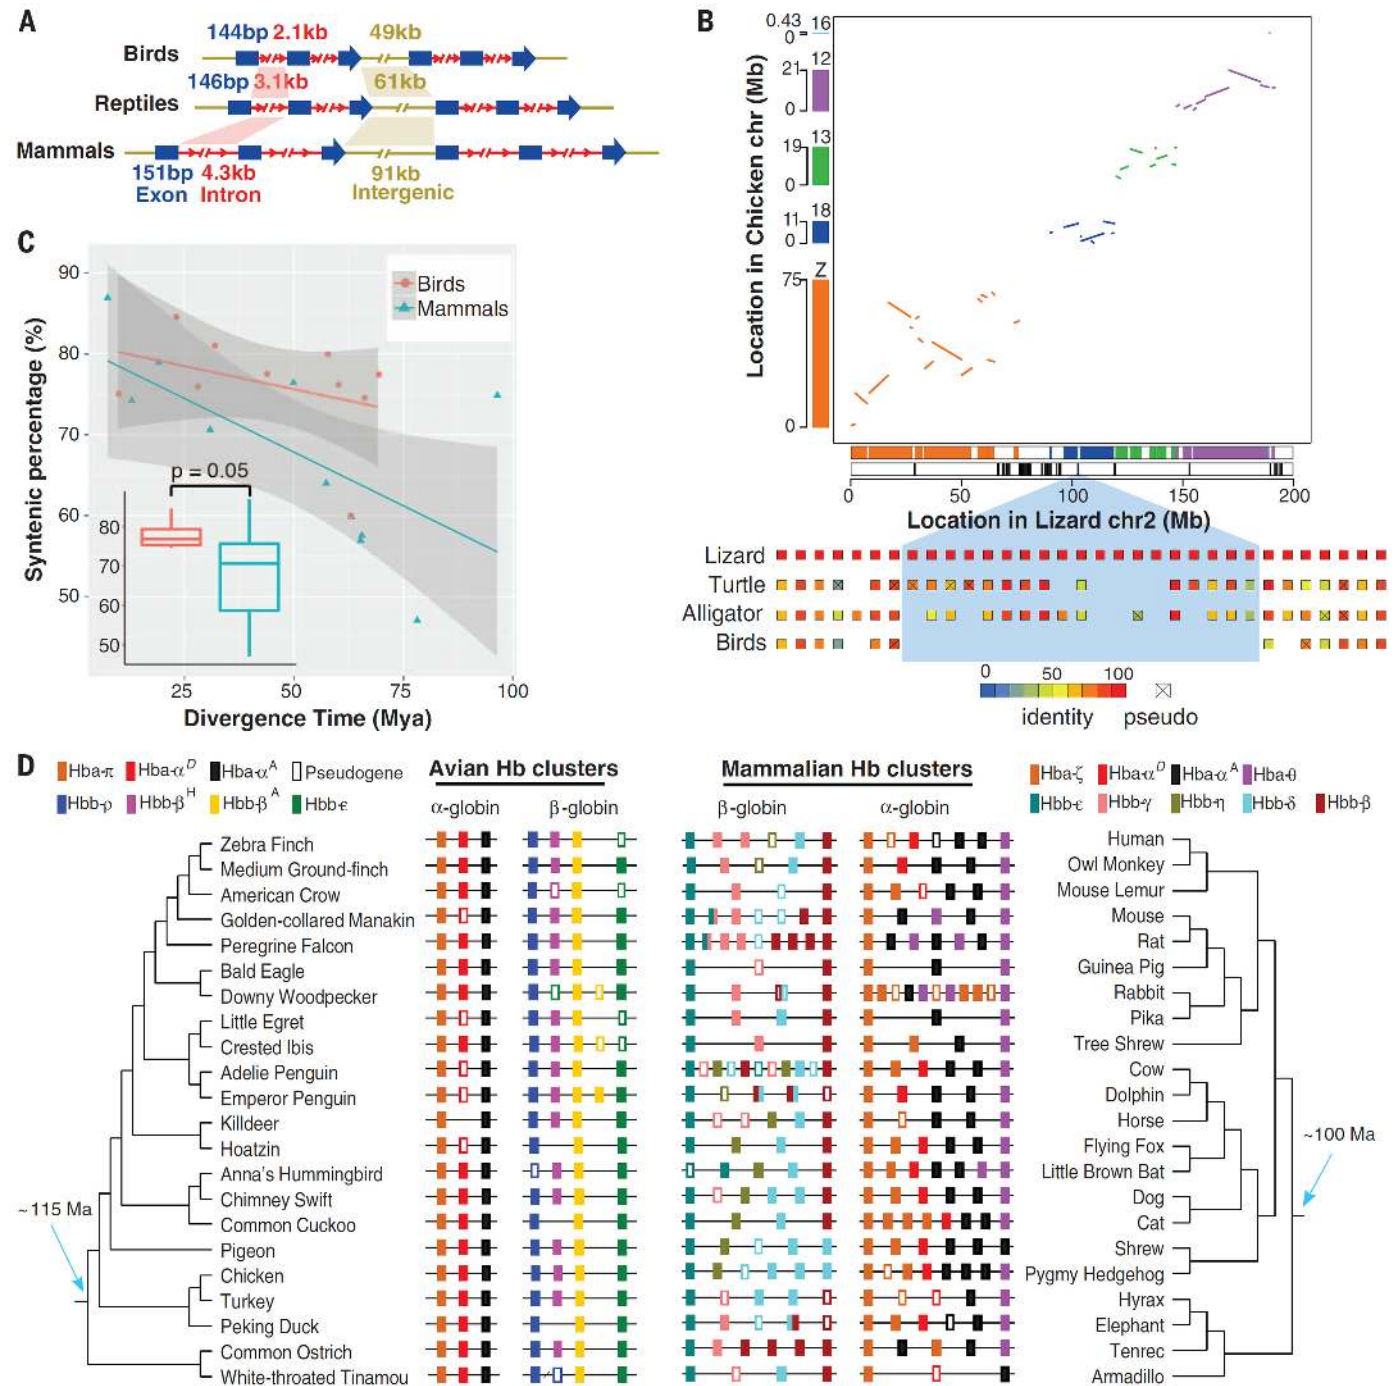 A
144bp 2.1kb 49kb
Birds
146bp 3.1kb 61kb
Reptiles
Mammals
151bp 4.3kb 91kb
Exon Intron Intergenic
B
Location in Chicken chr (Mb)
0.43 16
0
12
21
0
13
19
0
18
11
0
Z
75
0
0 50 100 150 200
Location in Lizard chr2 (Mb)
Lizard
Turtle
Alligator
Birds
0 50 100
identity pseudo
C
Syntenic percentage (%)
90
80
70
60
50
Birds
Mammals
p = 0.05
80
70
60
50
25 50 75 100
Divergence Time (Mya)
D
Hba-π Hba-α^D Hba-α^A Pseudogene
Hbb-ρ Hbb-β^H Hbb-β^A Hbb-ϵ
Avian Hb clusters
α-globin β-globin
Mammalian Hb clusters
β-globin α-globin
Hba-ζ Hba-α^D Hba-α^A Hba-θ
Hbb-ϵ Hbb-γ Hbb-η Hbb-δ Hbb-β
Zebra Finch
Medium Ground-finch
American Crow
Golden-collared Manakin
Peregrine Falcon
Bald Eagle
Downy Woodpecker
Little Egret
Crested Ibis
Adelie Penguin
Emperor Penguin
Killdeer
Hoatzin
Anna's Hummingbird
Chimney Swift
Common Cuckoo
Pigeon
Chicken
Turkey
Peking Duck
Common Ostrich
White-throated Tinamou
~115 Ma
Human
Owl Monkey
Mouse Lemur
Mouse
Rat
Guinea Pig
Rabbit
Pika
Tree Shrew
Cow
Dolphin
Horse
Flying Fox
Little Brown Bat
Dog
Cat
Shrew
Pygmy Hedgehog
Hyrax
Elephant
Tenrec
Armadillo
~100 Ma